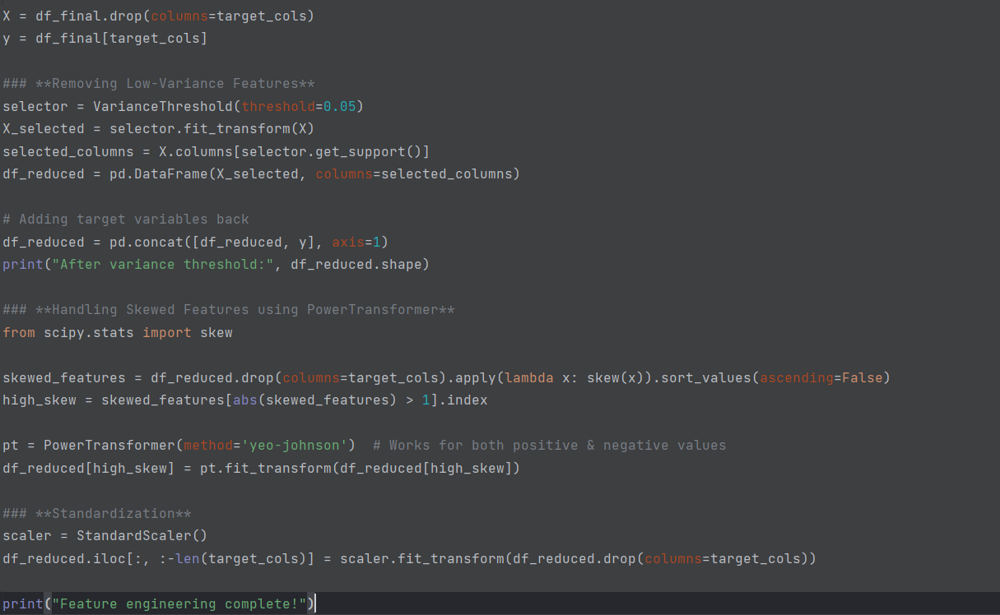 X = df_final.drop(columns=target_cols)
y = df_final[target_cols]
### **Removing Low-Variance Features**
selector = VarianceThreshold(threshold=0.05)
X_selected = selector.fit_transform(X)
selected_columns = X.columns[selector.get_support()]
df_reduced = pd.DataFrame(X_selected, columns=selected_columns)
# Adding target variables back
df_reduced = pd.concat([df_reduced, y], axis=1)
print("After variance threshold:", df_reduced.shape)
### **Handling Skewed Features using PowerTransformer**
from scipy.stats import skew
skewed_features = df_reduced.drop(columns=target_cols).apply(lambda x: skew(x)).sort_values(ascending=False)
high_skew = skewed_features[abs(skewed_features) > 1].index
pt = PowerTransformer(method='yeo-johnson')  # Works for both positive & negative values
df_reduced[high_skew] = pt.fit_transform(df_reduced[high_skew])
### **Standardization**
scaler = StandardScaler()
df_reduced.iloc[:, :-len(target_cols)] = scaler.fit_transform(df_reduced.drop(columns=target_cols))
print("Feature engineering complete!")